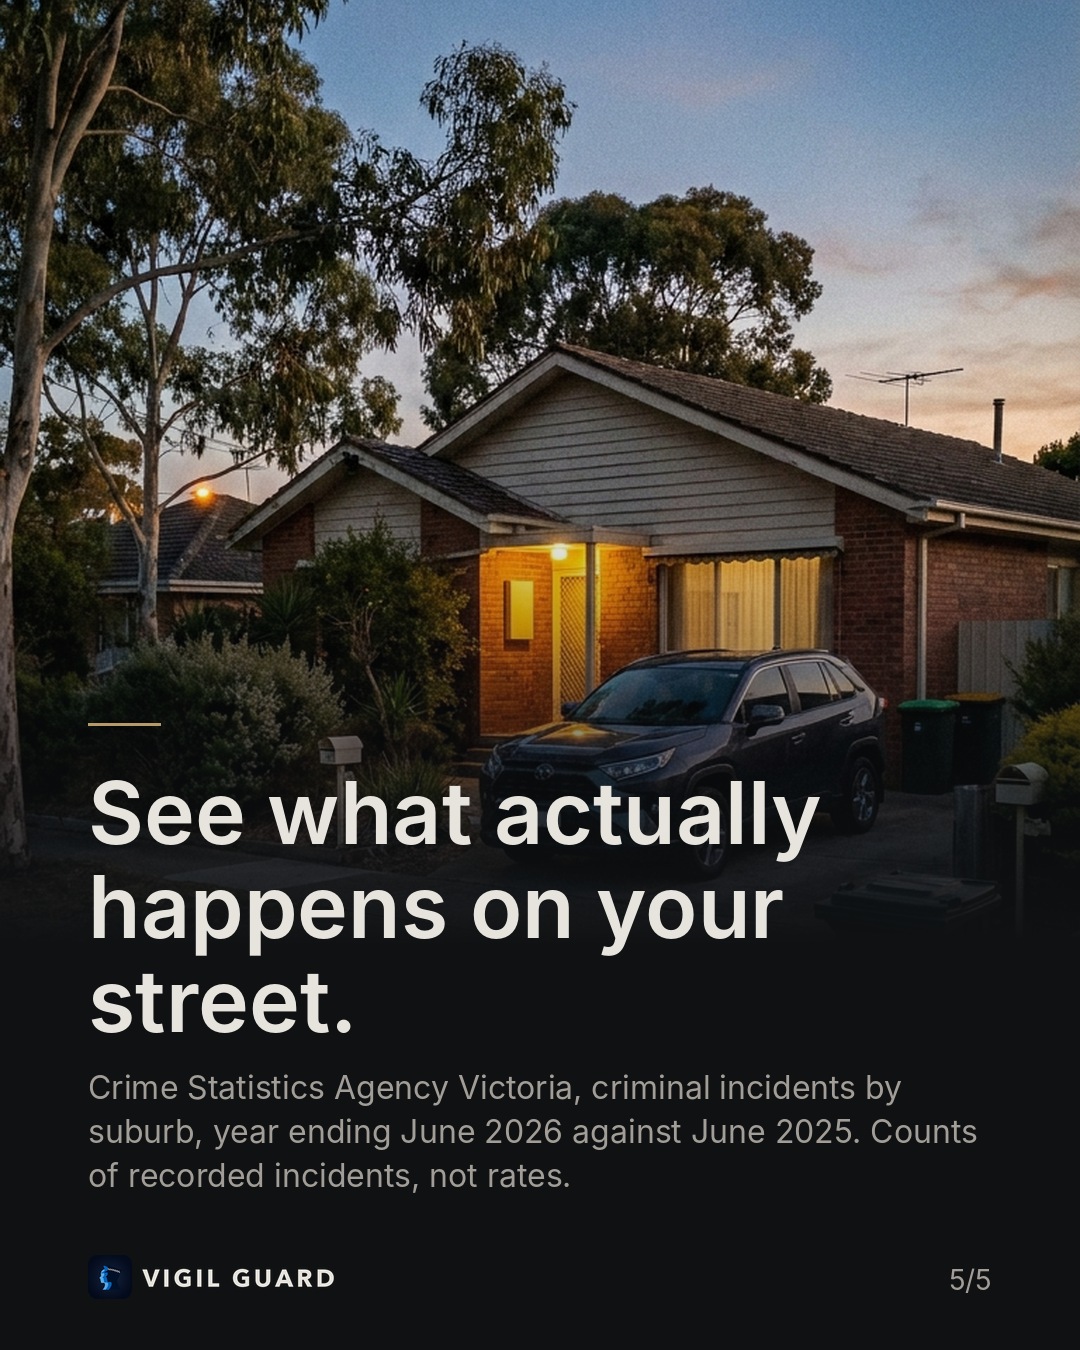 See what actually
happens on your
street.
Crime Statistics Agency Victoria, criminal incidents by
suburb, year ending June 2026 against June 2025. Counts
of recorded incidents, not rates.
VIGIL GUARD
5/5